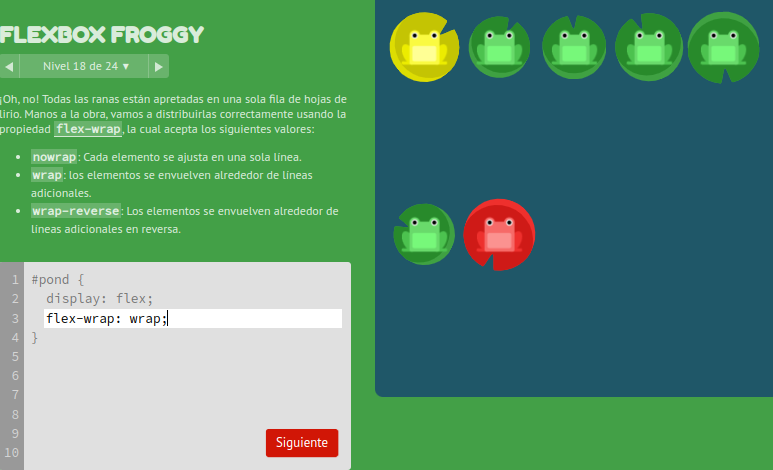 FLEXBOX FROGGY
◀ Nivel 18 de 24 ▼ ▶
¡Oh, no! Todas las ranas están apretadas en una sola fila de hojas de
lirio. Manos a la obra, vamos a distribuirlas correctamente usando la
propiedad flex-wrap, la cual acepta los siguientes valores:
• nowrap: Cada elemento se ajusta en una sola línea.
• wrap: los elementos se envuelven alrededor de líneas
adicionales.
• wrap-reverse: Los elementos se envuelven alrededor de
líneas adicionales en reversa.
1 #pond {
2 display: flex;
3 flex-wrap: wrap;
4 }
5
6
7
8
9
10
Siguiente